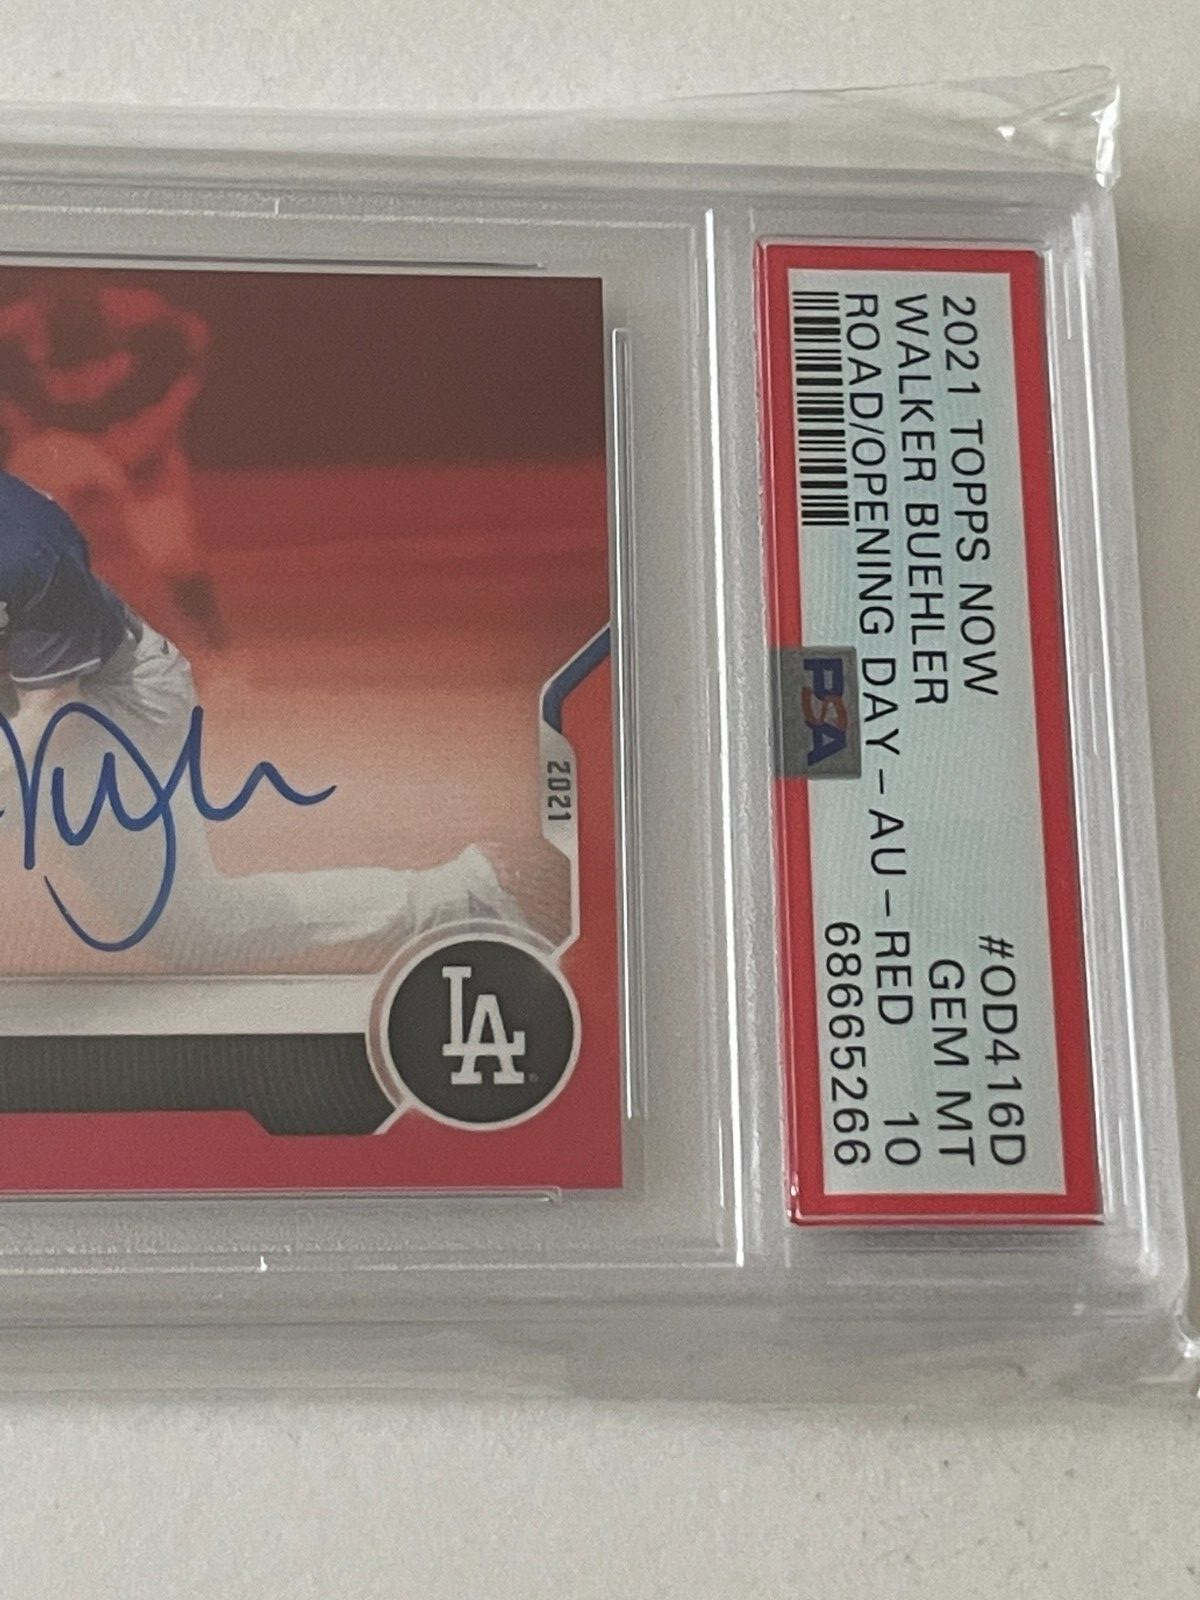 2021 TOPPS NOW #OD416D
WALKER BUEHLER GEM MT
ROAD/OPENING DAY-AU-RED 10
PSA 68665266
2021
LA